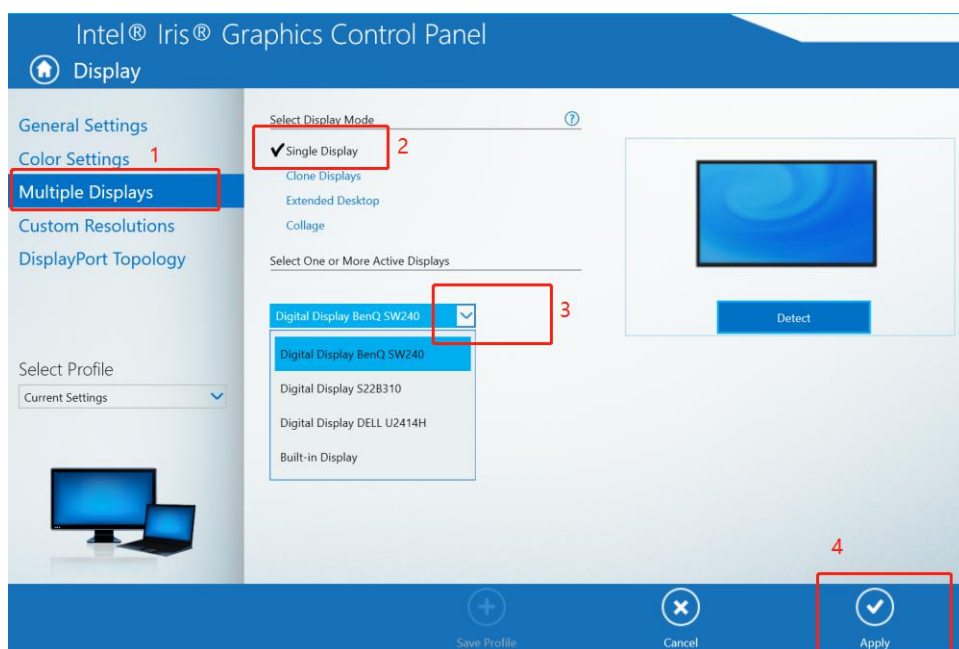 Intel® Iris® Graphics Control Panel
Display
General Settings
Color Settings 1
Multiple Displays
Custom Resolutions
DisplayPort Topology
Select Profile
Current Settings
Select Display Mode ?
Single Display 2
Clone Displays
Extended Desktop
Collage
Select One or More Active Displays
Digital Display BenQ SW240 3
Digital Display BenQ SW240
Digital Display S22B310
Digital Display DELL U2414H
Built-in Display
Detect
4
Save Profile
Cancel
Apply